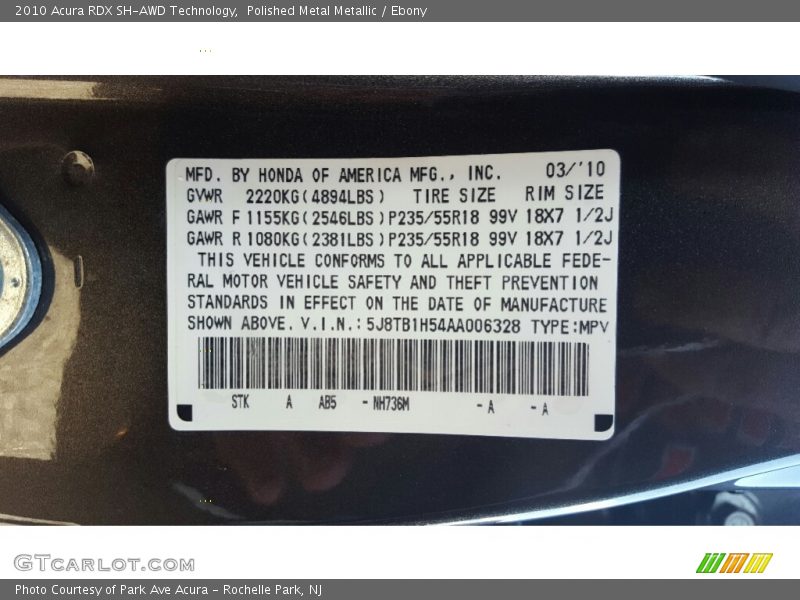 2010 Acura RDX SH-AWD Technology,  Polished Metal Metallic / Ebony
MFD. BY HONDA OF AMERICA MFG., INC. 03/'10
GVWR 2220KG(4894LBS) TIRE SIZE RIM SIZE
GAWR F 1155KG(2546LBS)P235/55R18 99V 18X7 1/2J
GAWR R 1080KG(2381LBS)P235/55R18 99V 18X7 1/2J
THIS VEHICLE CONFORMS TO ALL APPLICABLE FEDE-
RAL MOTOR VEHICLE SAFETY AND THEFT PREVENTION
STANDARDS IN EFFECT ON THE DATE OF MANUFACTURE
SHOWN ABOVE. V.I.N.: 5J8TB1H54AA006328 TYPE:MPV
STK A AB5 - NH736M - A - A
GTCARLOT.COM
Photo Courtesy of Park Ave Acura - Rochelle Park, NJ